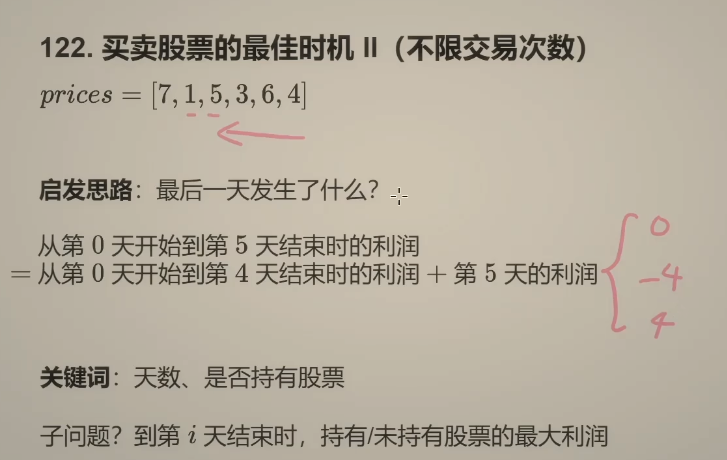 122. 买卖股票的最佳时机 II（不限交易次数）
prices = [7, 1, 5, 3, 6, 4]
启发思路：最后一天发生了什么？
从第 0 天开始到第 5 天结束时的利润
= 从第 0 天开始到第 4 天结束时的利润 + 第 5 天的利润
0
-4
4
关键词：天数、是否持有股票
子问题？到第 i 天结束时，持有/未持有股票的最大利润